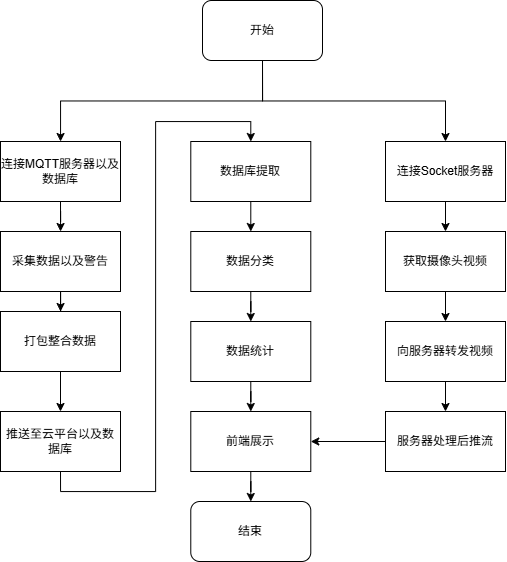 开始
连接MQTT服务器以及
数据库
采集数据以及警告
打包整合数据
推送至云平台以及数
据库
数据库提取
数据分类
数据统计
前端展示
结束
连接Socket服务器
获取摄像头视频
向服务器转发视频
服务器处理后推流